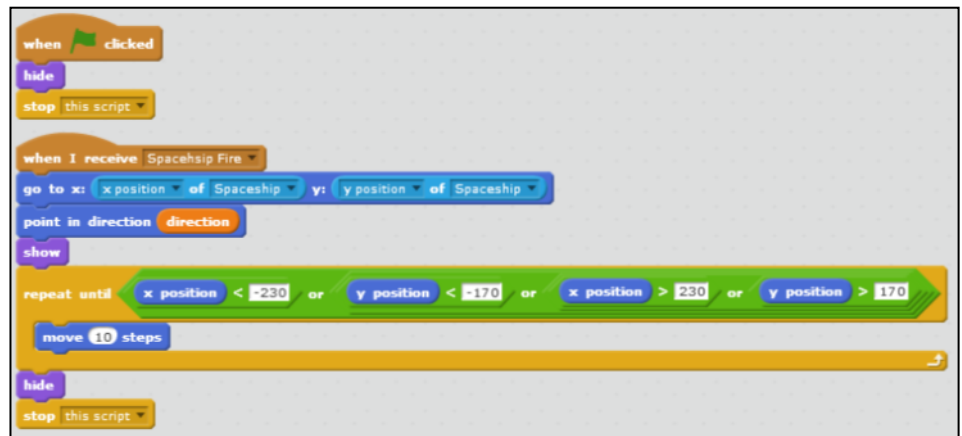 when clicked
hide
stop this script
when I receive Spacehsip Fire
go to x: x position of Spaceship y: y position of Spaceship
point in direction direction
show
repeat until x position < -230 or y position < -170 or x position > 230 or y position > 170
move 10 steps
hide
stop this script